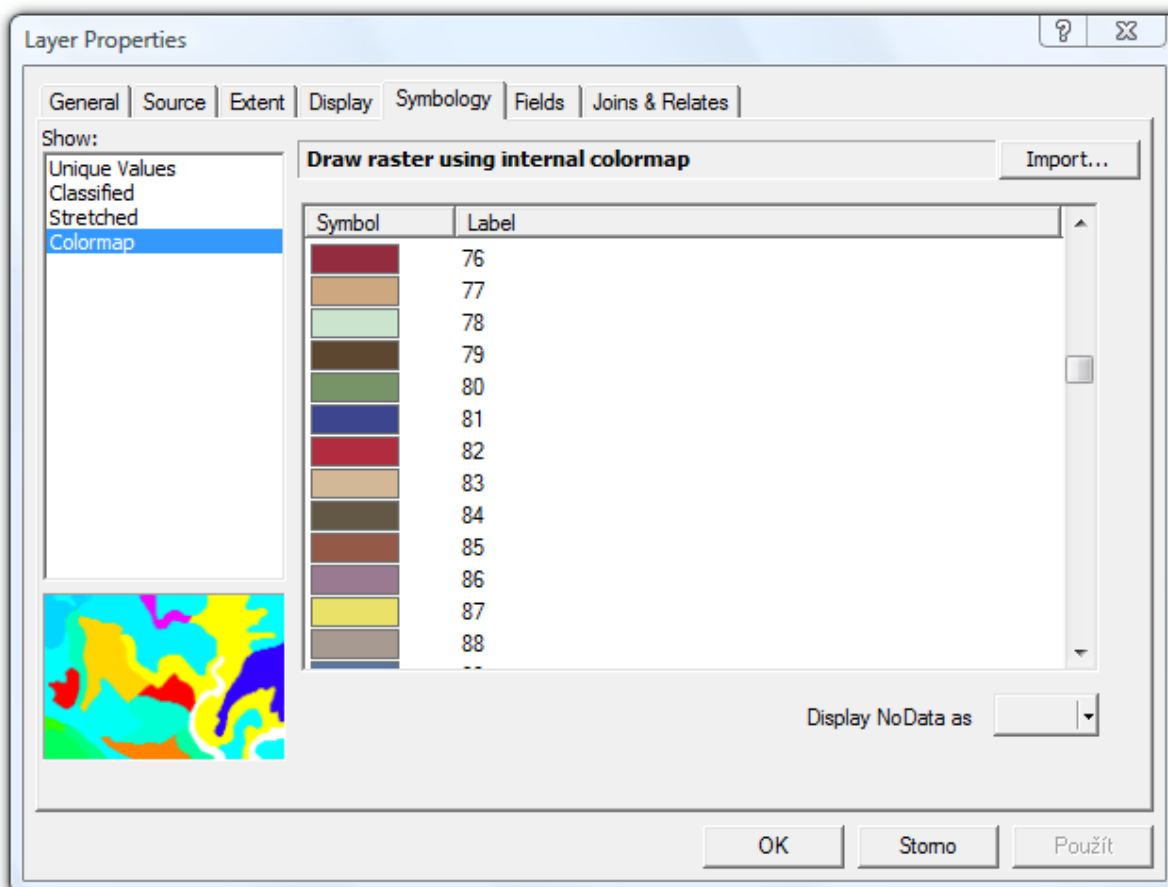 Layer Properties
General Source Extent Display Symbology Fields Joins & Relates
Show:
Unique Values
Classified
Stretched
Colormap
Draw raster using internal colormap
Import...
Symbol Label
76
77
78
79
80
81
82
83
84
85
86
87
88
Display NoData as
OK Storno Použít